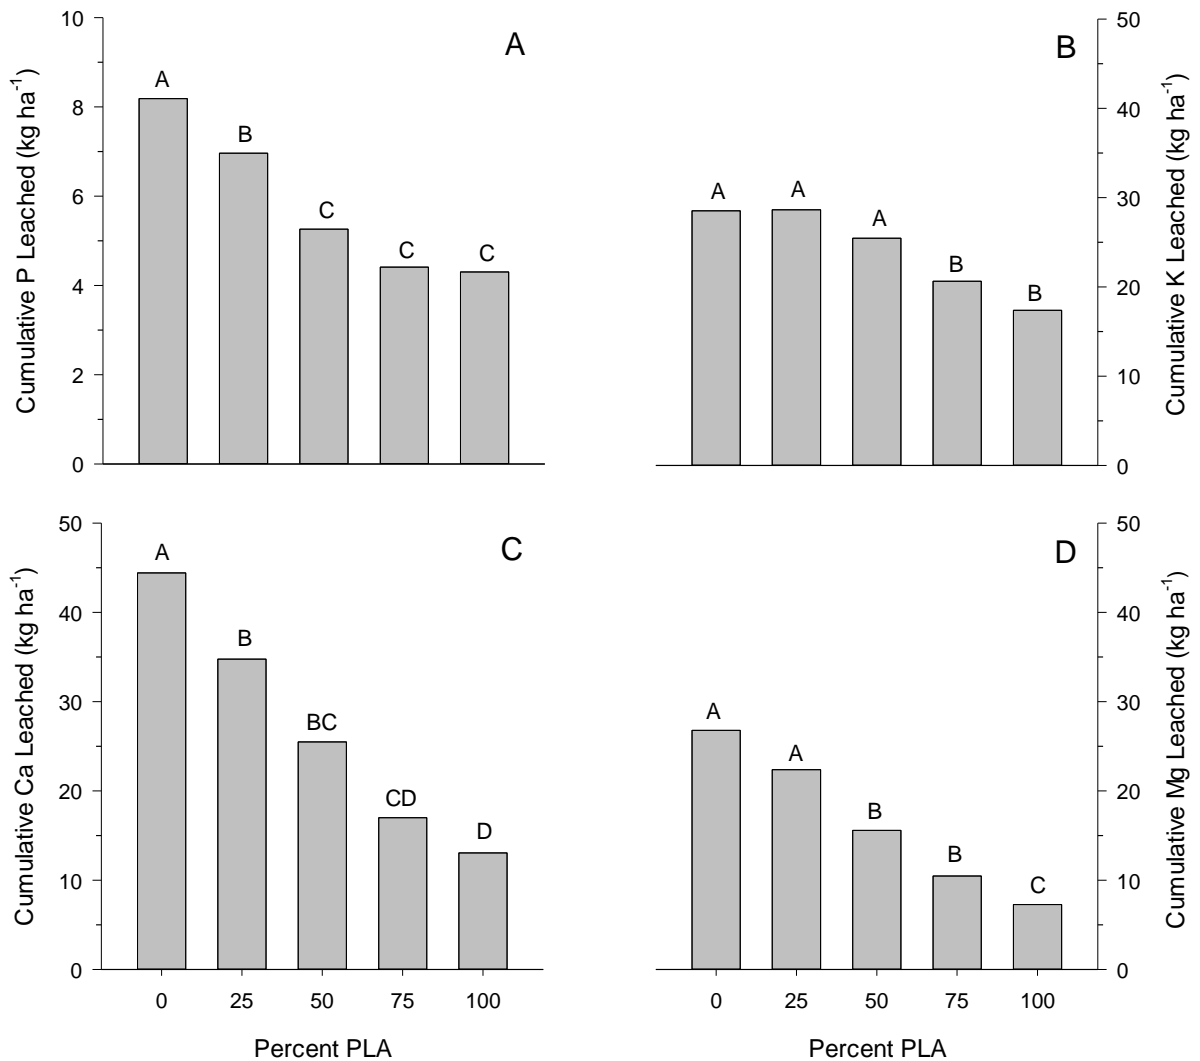 Cumulative P Leached (kg ha⁻¹)
10
8
6
4
2
0
A
A
B
C
C
C
B
A
A
A
B
B
50
40
30
20
10
0
Cumulative K Leached (kg ha⁻¹)
Cumulative Ca Leached (kg ha⁻¹)
50
40
30
20
10
0
C
A
B
BC
CD
D
0 25 50 75 100
Percent PLA
D
A
A
B
B
C
50
40
30
20
10
0
Cumulative Mg Leached (kg ha⁻¹)
0 25 50 75 100
Percent PLA